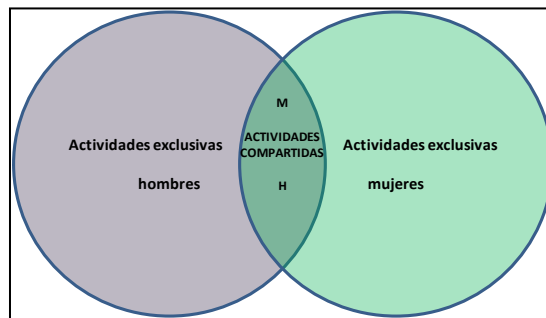 Actividades exclusivas
hombres
M
ACTIVIDADES
COMPARTIDAS
H
Actividades exclusivas
mujeres